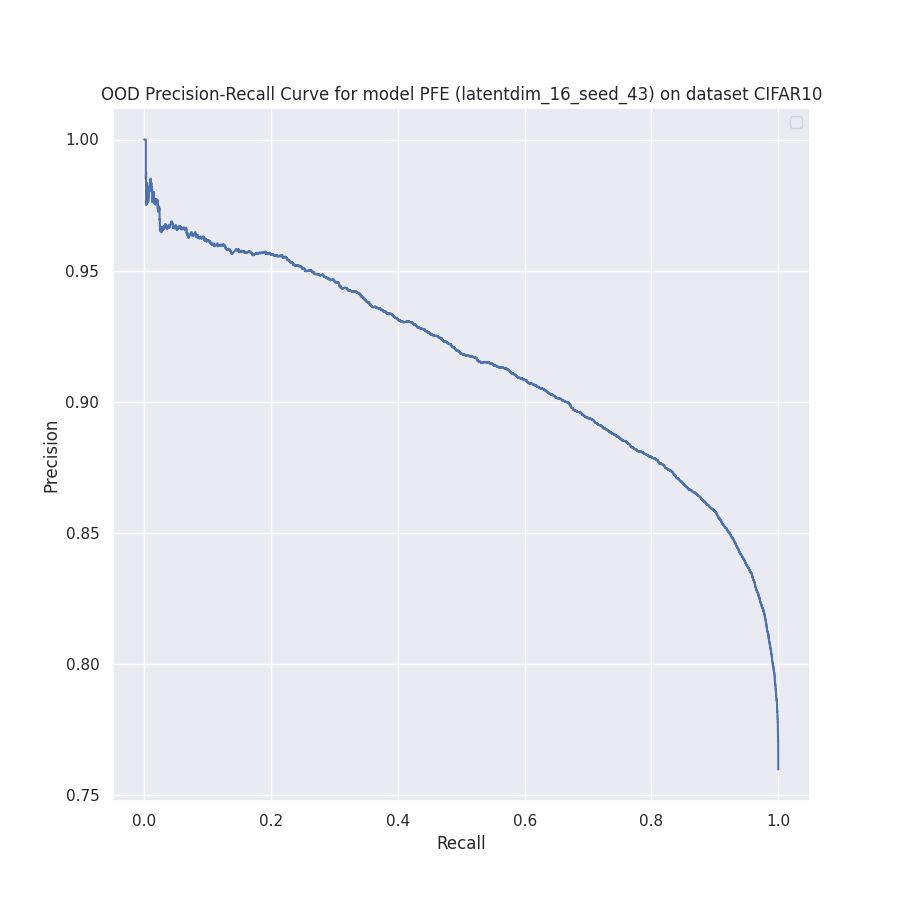 OOD Precision-Recall Curve for model PFE (latentdim_16_seed_43) on dataset CIFAR10
1.00
0.95
0.90
0.85
0.80
0.75
Precision
0.0 0.2 0.4 0.6 0.8 1.0
Recall